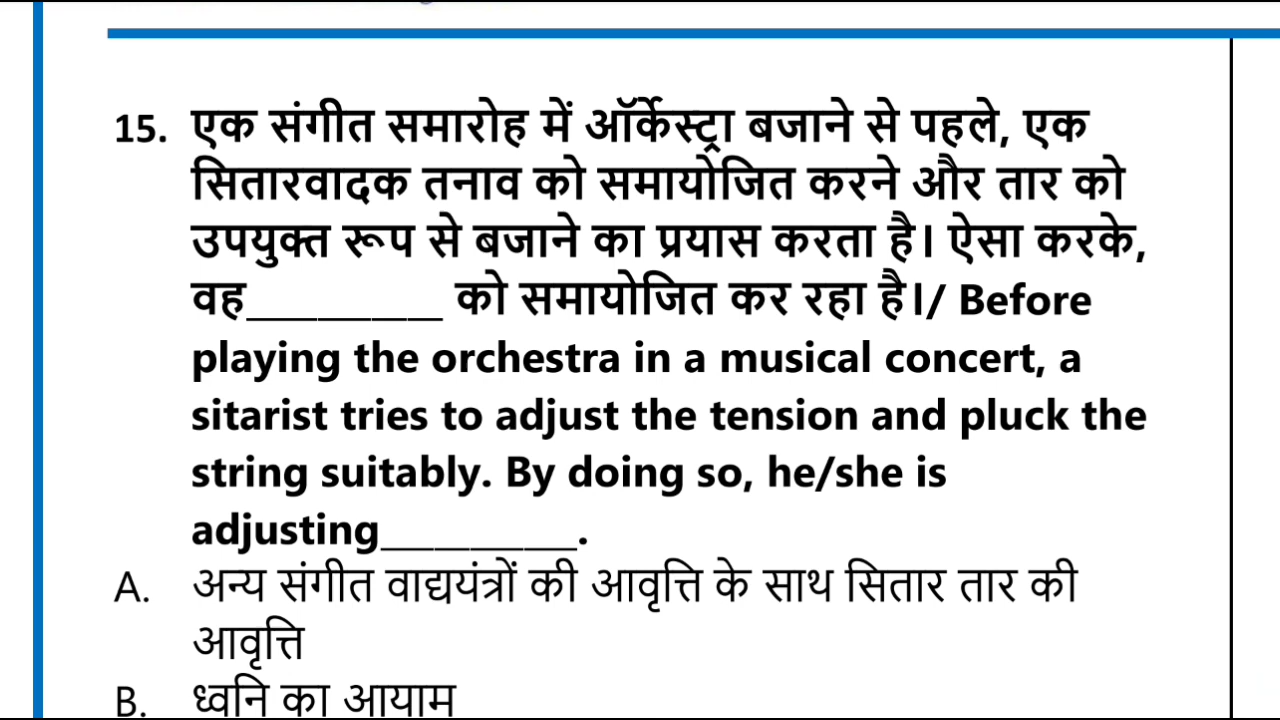 15. एक संगीत समारोह में ऑर्केस्ट्रा बजाने से पहले, एक
सितारवादक तनाव को समायोजित करने और तार को
उपयुक्त रूप से बजाने का प्रयास करता है। ऐसा करके,
वह__________ को समायोजित कर रहा है।/ Before
playing the orchestra in a musical concert, a
sitarist tries to adjust the tension and pluck the
string suitably. By doing so, he/she is
adjusting__________.
A. अन्य संगीत वाद्ययंत्रों की आवृत्ति के साथ सितार तार की
आवृत्ति
B. ध्वनि का आयाम